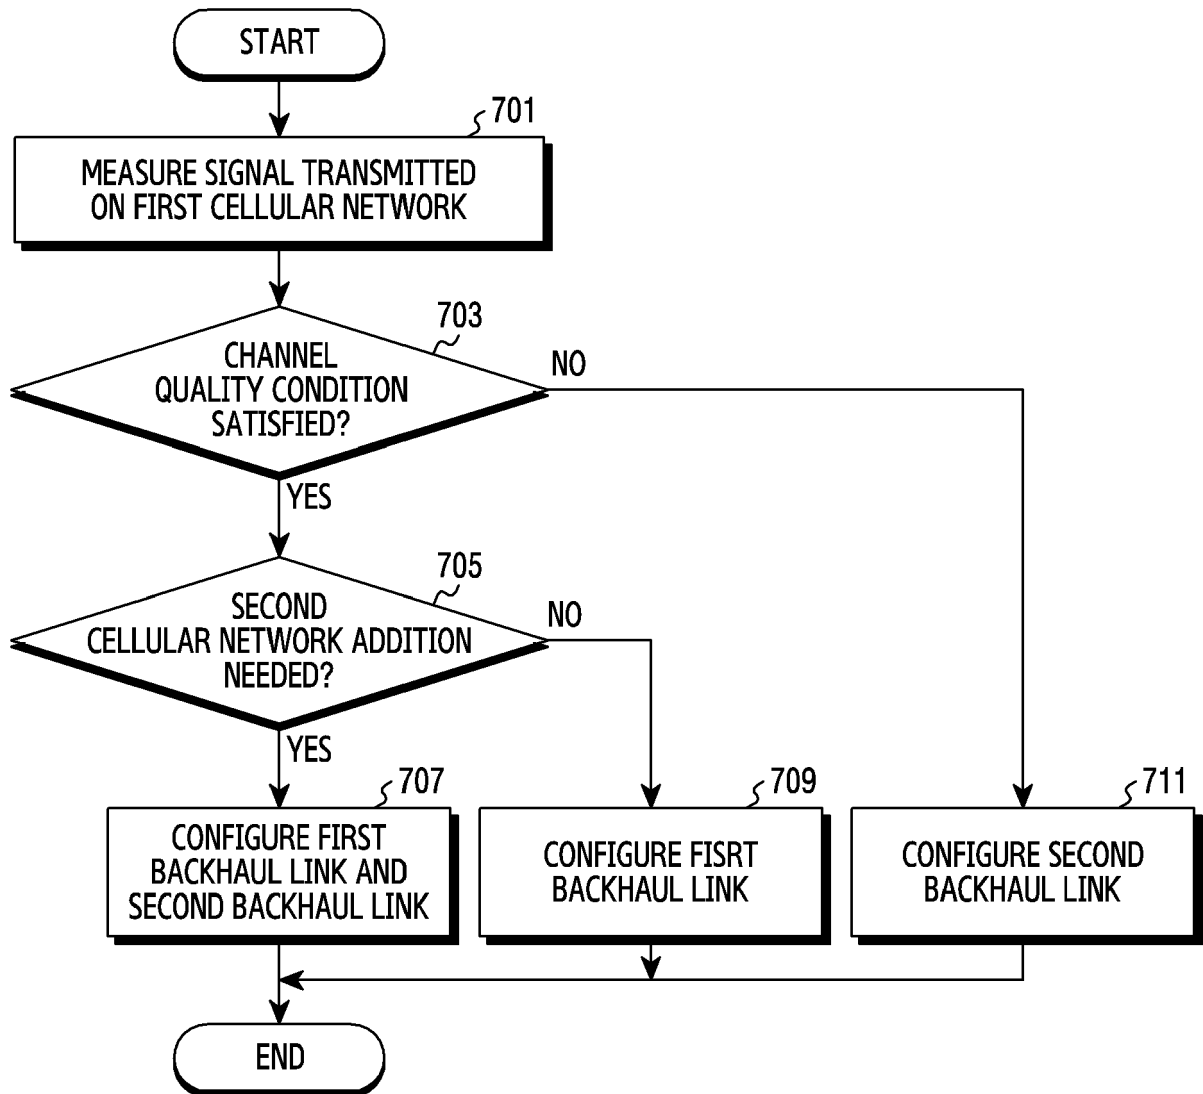 START
701
MEASURE SIGNAL TRANSMITTED
ON FIRST CELLULAR NETWORK
703
CHANNEL
QUALITY CONDITION
SATISFIED?
NO
YES
705
SECOND
CELLULAR NETWORK ADDITION
NEEDED?
NO
YES
707
CONFIGURE FIRST
BACKHAUL LINK AND
SECOND BACKHAUL LINK
709
CONFIGURE FISRT
BACKHAUL LINK
711
CONFIGURE SECOND
BACKHAUL LINK
END